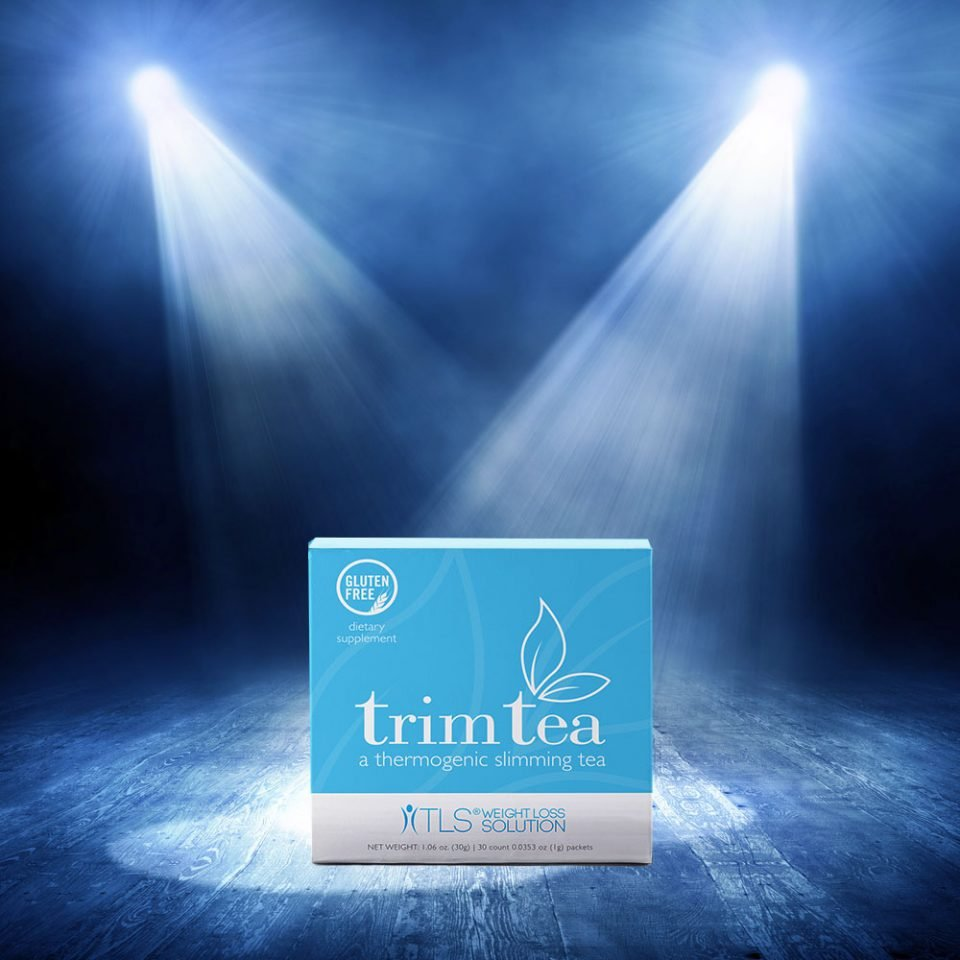 GLUTEN
FREE
dietary
supplement
trim tea
a thermogenic slimming tea
TLS® WEIGHT LOSS
SOLUTION
NET WEIGHT: 1.06 oz. (30g) | 30 count 0.0353 oz (1g) packets